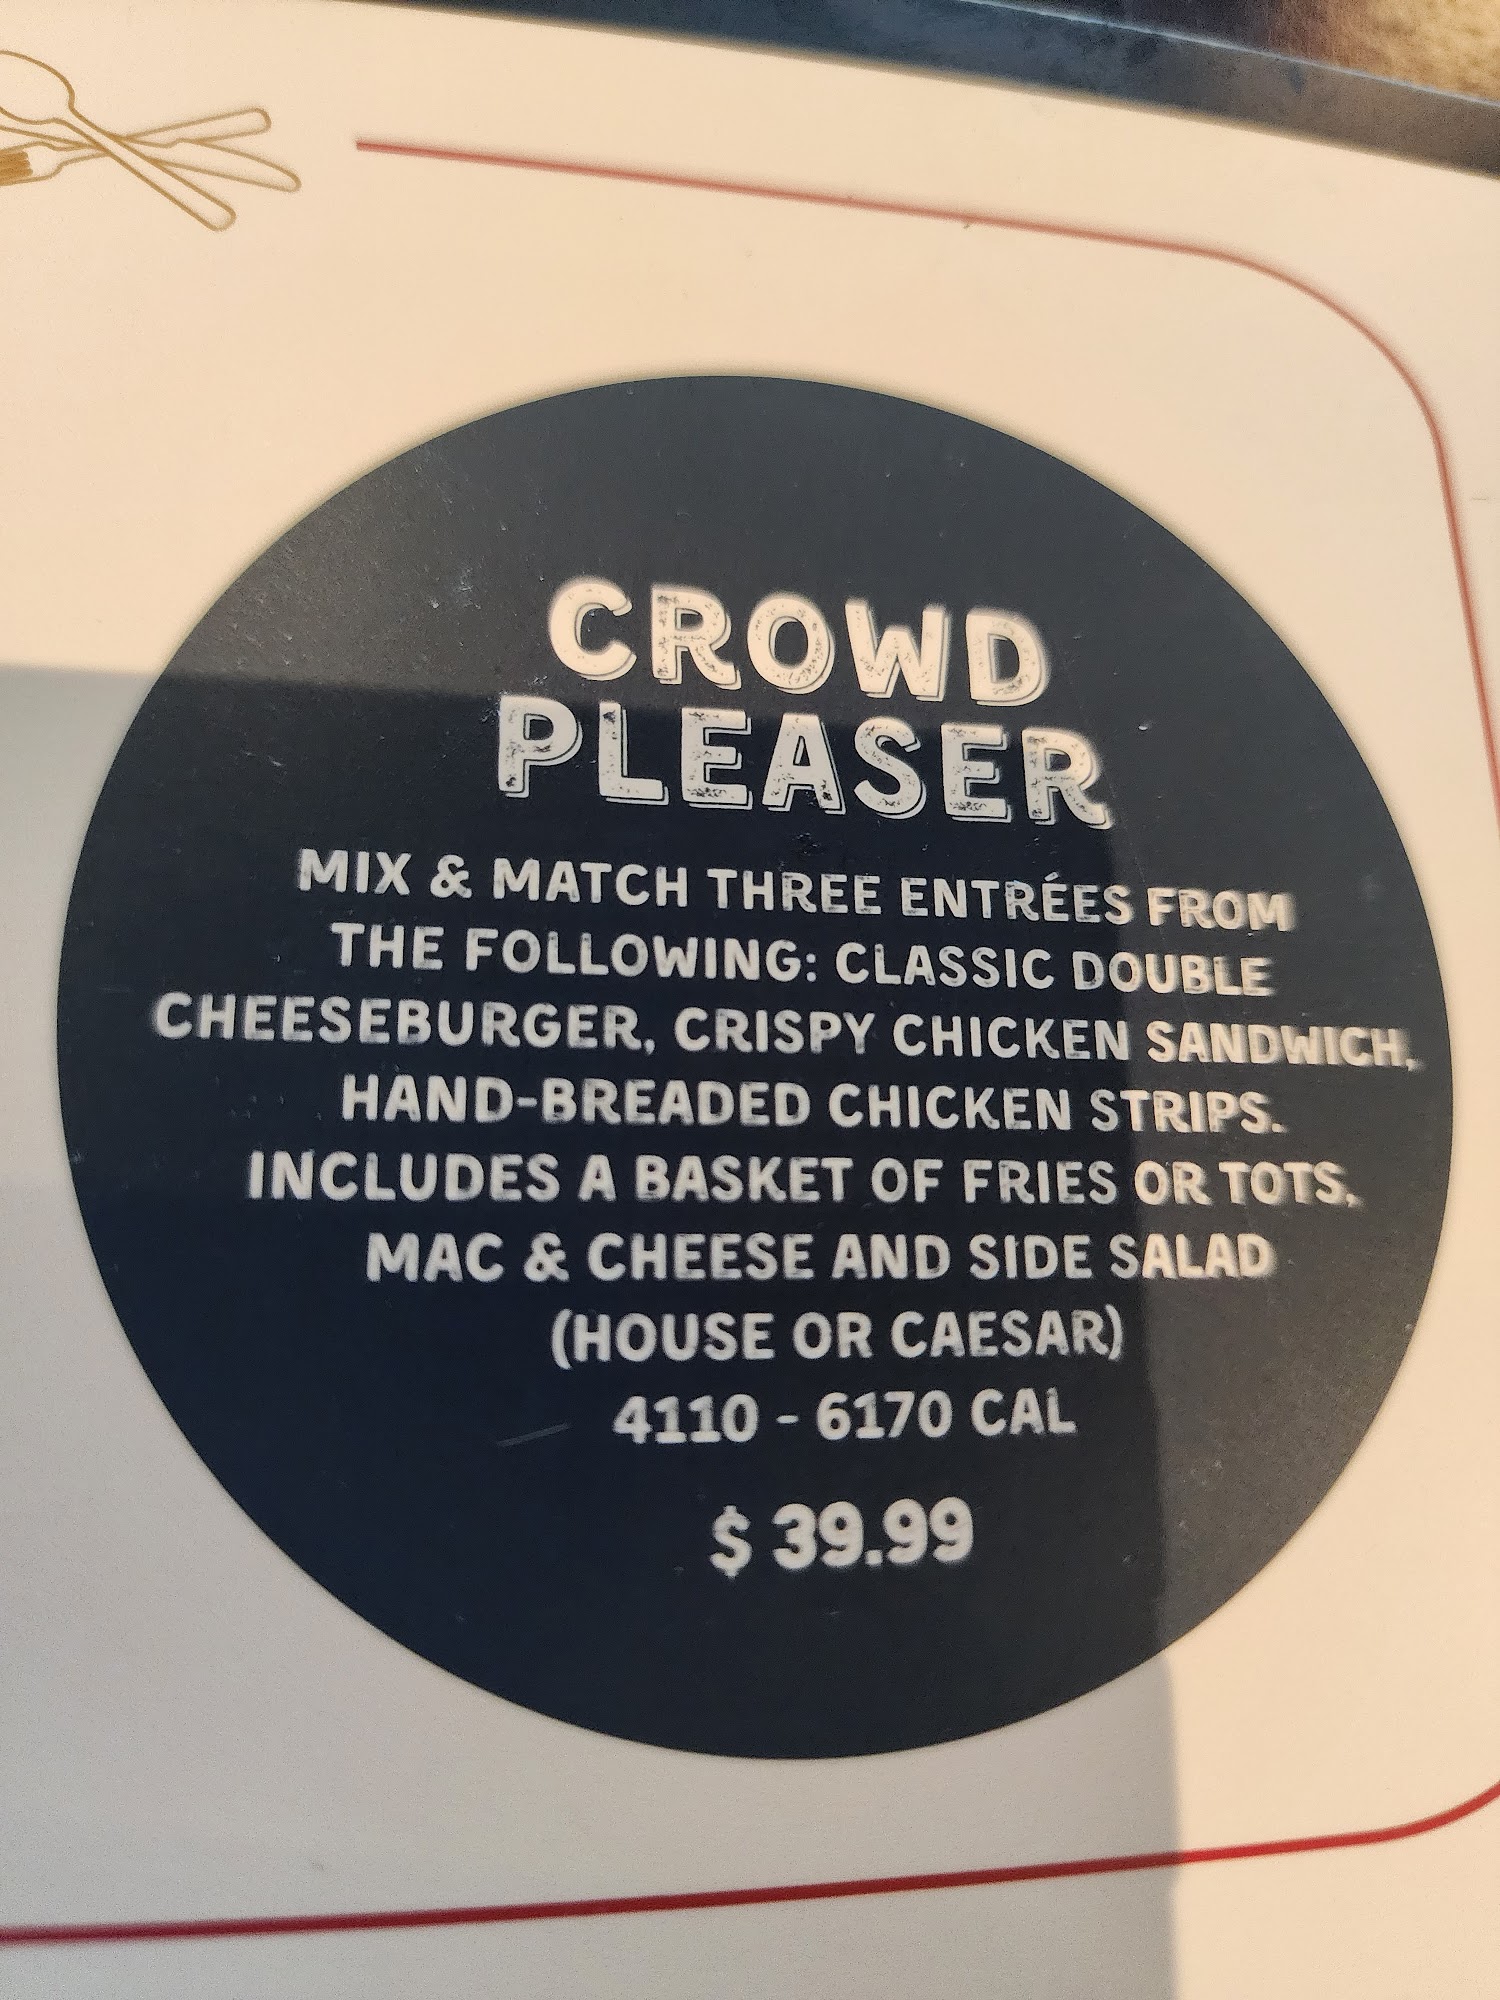 CROWD
PLEASER
MIX & MATCH THREE ENTRÉES FROM
THE FOLLOWING: CLASSIC DOUBLE
CHEESEBURGER, CRISPY CHICKEN SANDWICH,
HAND-BREADED CHICKEN STRIPS.
INCLUDES A BASKET OF FRIES OR TOTS,
MAC & CHEESE AND SIDE SALAD
(HOUSE OR CAESAR)
4110 - 6170 CAL
$ 39.99